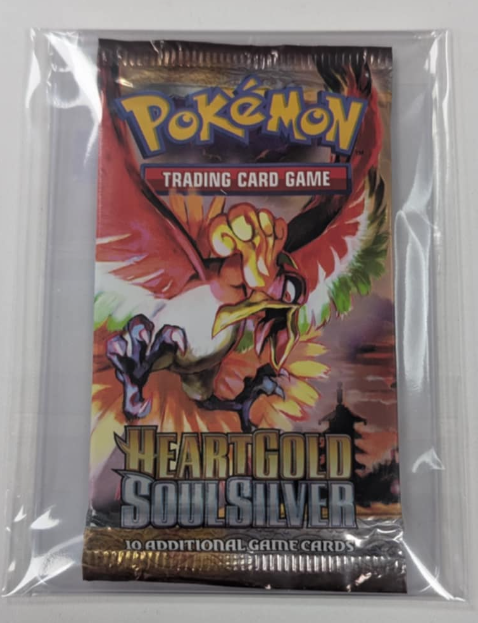 POKéMON
TRADING CARD GAME
HEARTGOLD
SOULSILVER
10 ADDITIONAL GAME CARDS